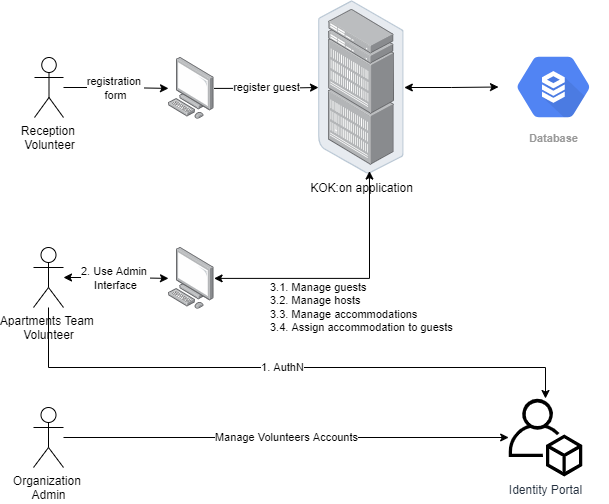 registration
form
register guest
Reception
Volunteer
Database
KOK:on application
2. Use Admin
Interface
3.1. Manage guests
3.2. Manage hosts
3.3. Manage accommodations
3.4. Assign accommodation to guests
Apartments Team
Volunteer
1. AuthN
Manage Volunteers Accounts
Organization
Admin
Identity Portal